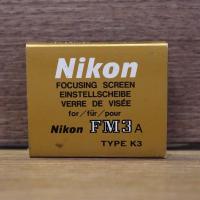 Nikon
FOCUSING SCREEN
EINSTELLSCHEIBE
VERRE DE VISÉE
for/für/pour
Nikon FM3A
TYPE K3